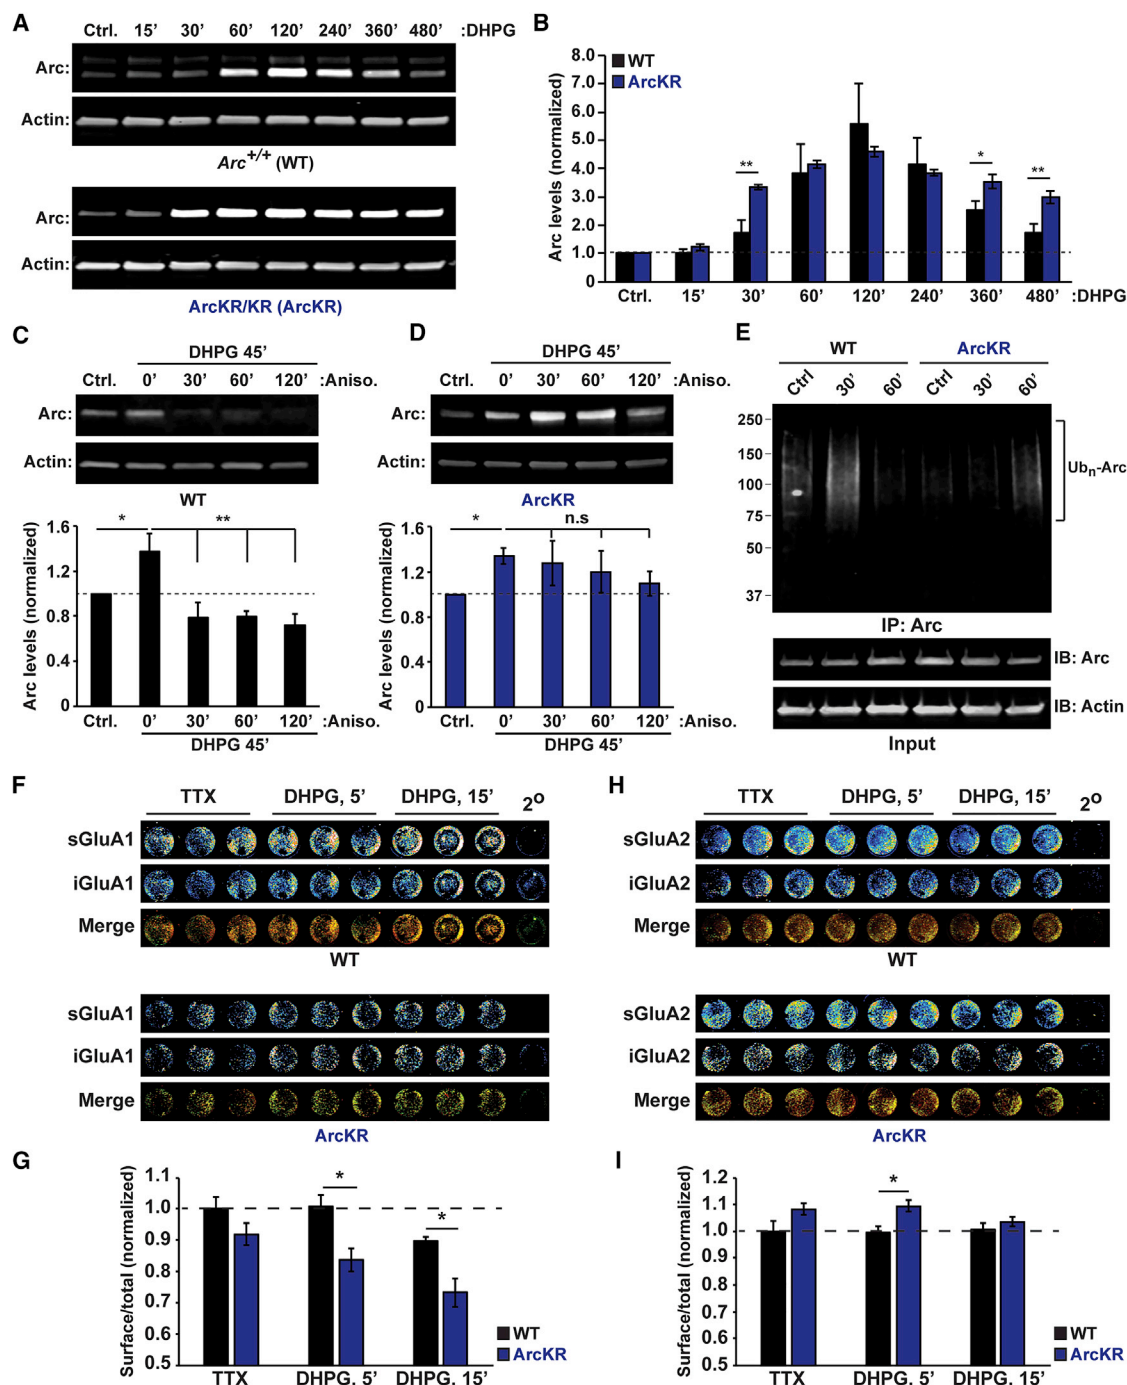 A
Ctrl. 15’ 30’ 60’ 120’ 240’ 360’ 480’ :DHPG
Arc:
Actin:
Arc+/+ (WT)
Arc:
Actin:
ArcKR/KR (ArcKR)
B
WT
ArcKR
Arc levels (normalized)
8.0
7.0
6.0
5.0
4.0
3.0
2.0
1.0
0
** * **
Ctrl. 15’ 30’ 60’ 120’ 240’ 360’ 480’ :DHPG
C
DHPG 45’
Ctrl. 0’ 30’ 60’ 120’ :Aniso.
Arc:
Actin:
WT
Arc levels (normalized)
1.6
1.2
0.8
0.4
0
* **
Ctrl. 0’ 30’ 60’ 120’ :Aniso.
DHPG 45’
D
DHPG 45’
Ctrl. 0’ 30’ 60’ 120’ :Aniso.
Arc:
Actin:
ArcKR
Arc levels (normalized)
1.6
1.2
0.8
0.4
0
* n.s
Ctrl. 0’ 30’ 60’ 120’ :Aniso.
DHPG 45’
E
WT ArcKR
Ctrl 30’ 60’ Ctrl 30’ 60’
250
150
100
75
50
37
Ubn-Arc
IP: Arc
IB: Arc
IB: Actin
Input
F
TTX DHPG, 5’ DHPG, 15’ 2o
sGluA1
iGluA1
Merge
WT
sGluA1
iGluA1
Merge
ArcKR
G
Surface/total (normalized)
1.1
1.0
0.9
0.8
0.7
0.6
0.5
* *
WT
ArcKR
TTX DHPG, 5’ DHPG, 15’
H
TTX DHPG, 5’ DHPG, 15’ 2o
sGluA2
iGluA2
Merge
WT
sGluA2
iGluA2
Merge
ArcKR
I
Surface/total (normalized)
1.2
1.1
1.0
0.9
0.8
0.7
0.6
0.5
*
WT
ArcKR
TTX DHPG, 5’ DHPG, 15’